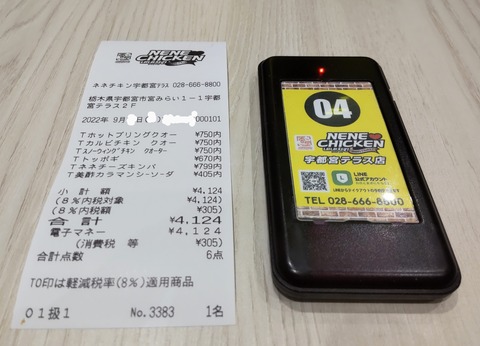 NENE CHICKEN
ネネチキン宇都宮テラス 028-666-8800
栃木県宇都宮市宮みらい1-1宇都
宮テラス2F
2022年 9月 000101
Tホットブリングクオー ¥750内
Tカルビチキン クオー ¥750内
Tスノーウィングチキン クォーター ¥750内
Tトッポギ ¥670内
Tネネチーズキンパ ¥799内
T美酢カラマンシーソーダ ¥405内
小 計 額 ¥4,124
(8%内税対象 ¥4,124)
(8%内税額 ¥305)
合計 ¥4,124
電子マネー ¥4,124
(消費税 等 ¥305)
合計点数 6点
TO印は軽減税率(8%)適用商品
01扱1 No.3383 1名
04
NENE CHICKEN
宇都宮テラス店
LINE
公式アカウント
TEL 028-666-8800